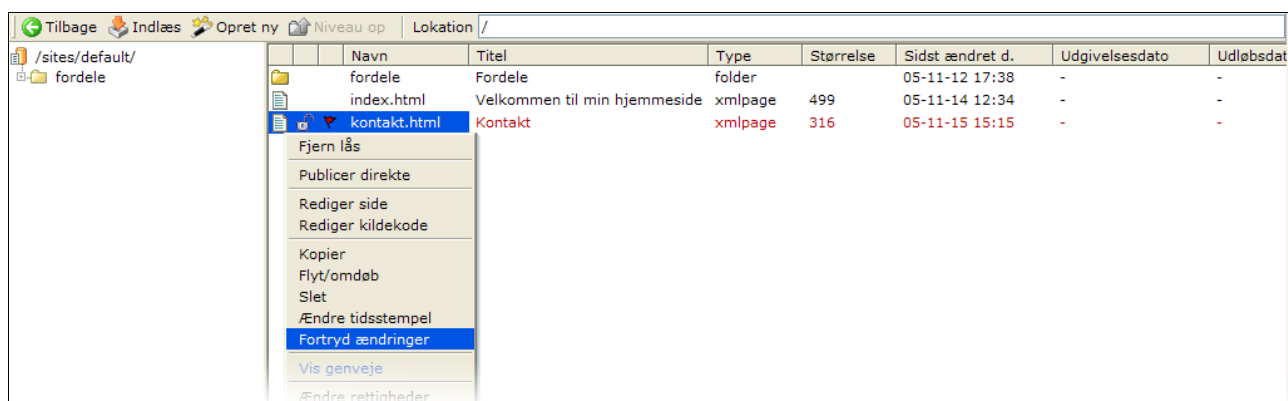 Tilbage Indlæs Opret ny Niveau op Lokation /
/sites/default/
fordele
Navn Titel Type Størrelse Sidst ændret d. Udgivelsesdato Udløbsdat
fordele Fordele folder 05-11-12 17:38 - -
index.html Velkommen til min hjemmeside xmlpage 499 05-11-14 12:34 - -
kontakt.html Kontakt xmlpage 316 05-11-15 15:15 - -
Fjern lås
Publicer direkte
Rediger side
Rediger kildekode
Kopier
Flyt/omdøb
Slet
Ændre tidsstempel
Fortryd ændringer
Vis genveje
Ændre rettigheder